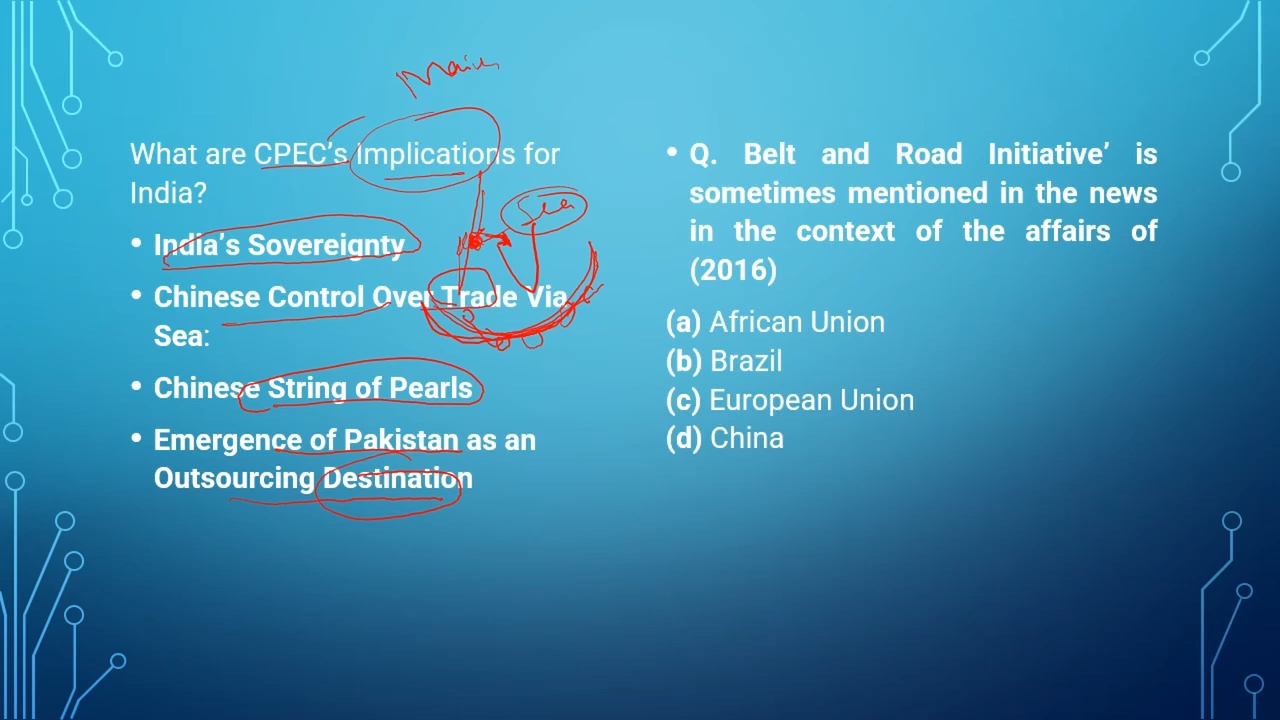 Mains
What are CPEC's Implications for
India?
• India's Sovereignty
• Chinese Control Over Trade Via
Sea:
• Chinese String of Pearls
• Emergence of Pakistan as an
Outsourcing Destination
• Q. Belt and Road Initiative' is
sometimes mentioned in the news
in the context of the affairs of
(2016)
(a) African Union
(b) Brazil
(c) European Union
(d) China